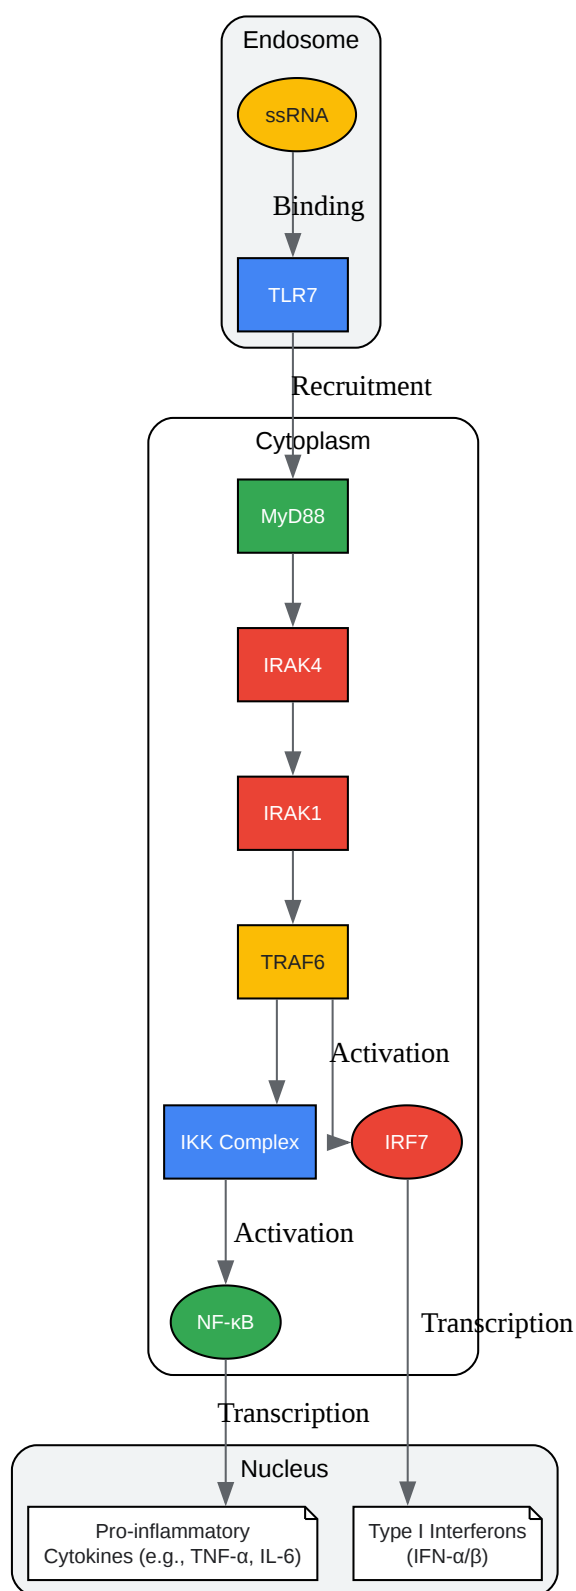 Endosome
ssRNA
Binding
TLR7
Recruitment
Cytoplasm
MyD88
IRAK4
IRAK1
TRAF6
Activation
IKK Complex
IRF7
Activation
NF-κB
Transcription
Transcription
Nucleus
Pro-inflammatory
Cytokines (e.g., TNF-α, IL-6)
Type I Interferons
(IFN-α/β)